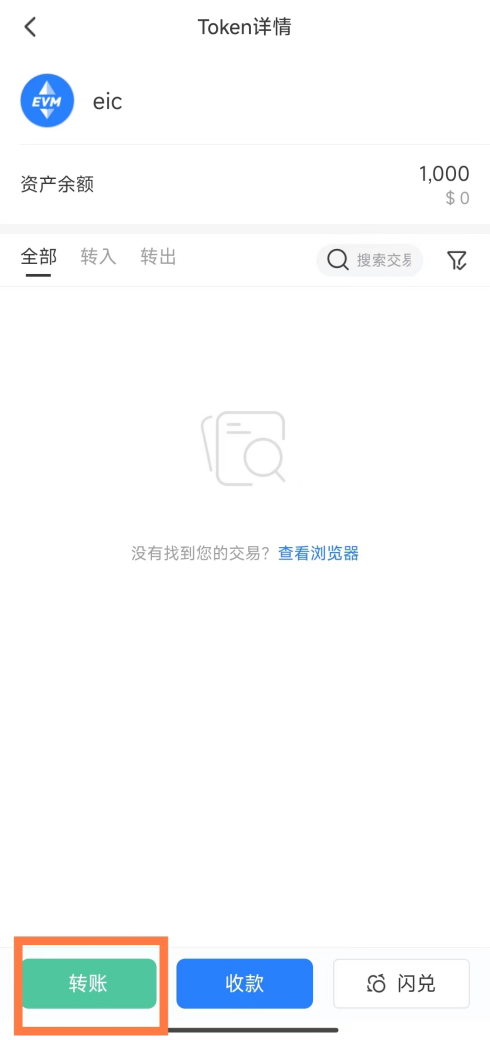 Token详情
EVM
eic
资产余额
1,000
$ 0
全部 转入 转出 搜索交易
没有找到您的交易？查看浏览器
转账 收款 闪兑